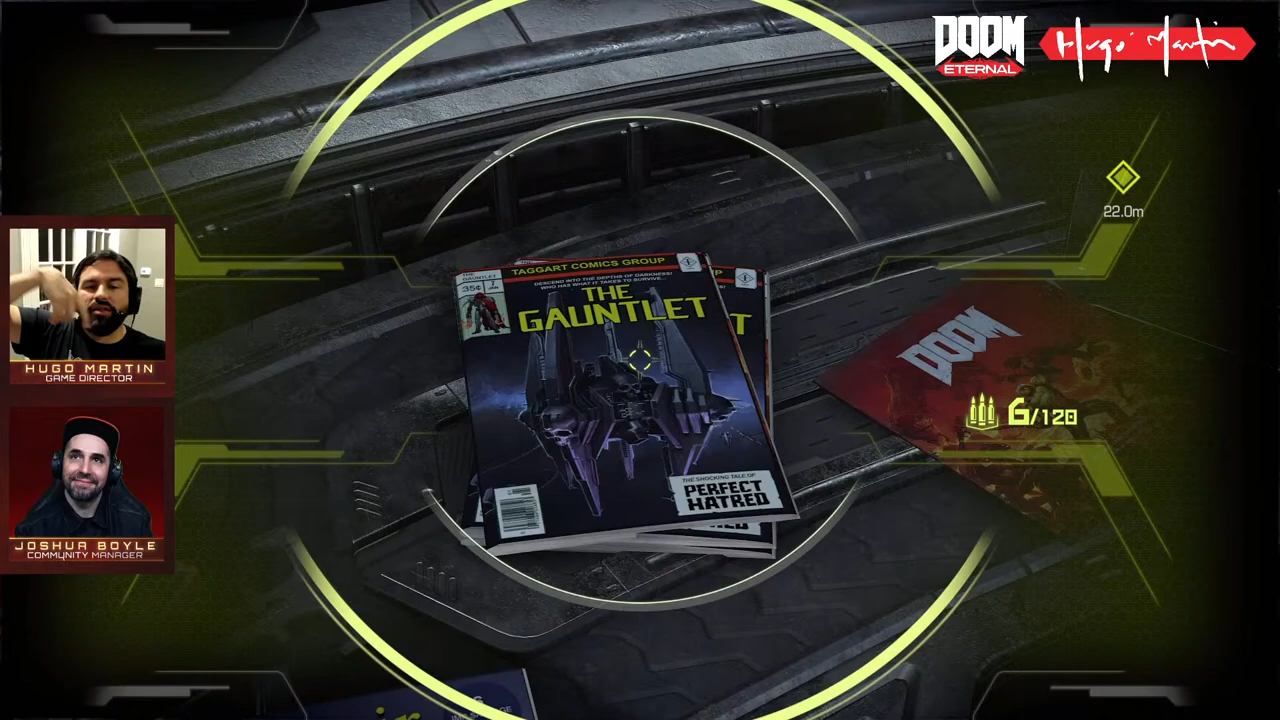 DOOM
ETERNAL
Hugo Martin
22.0m
THE
GAUNTLET
35¢
7
JAN
TAGGART COMICS GROUP
DESCEND INTO THE DEPTHS OF DARKNESS!
WHO HAS WHAT IT TAKES TO SURVIVE...
THE
GAUNTLET
THE SHOCKING TALE OF
PERFECT
HATRED
DOOM
6/120
HUGO MARTIN
GAME DIRECTOR
JOSHUA BOYLE
COMMUNITY MANAGER